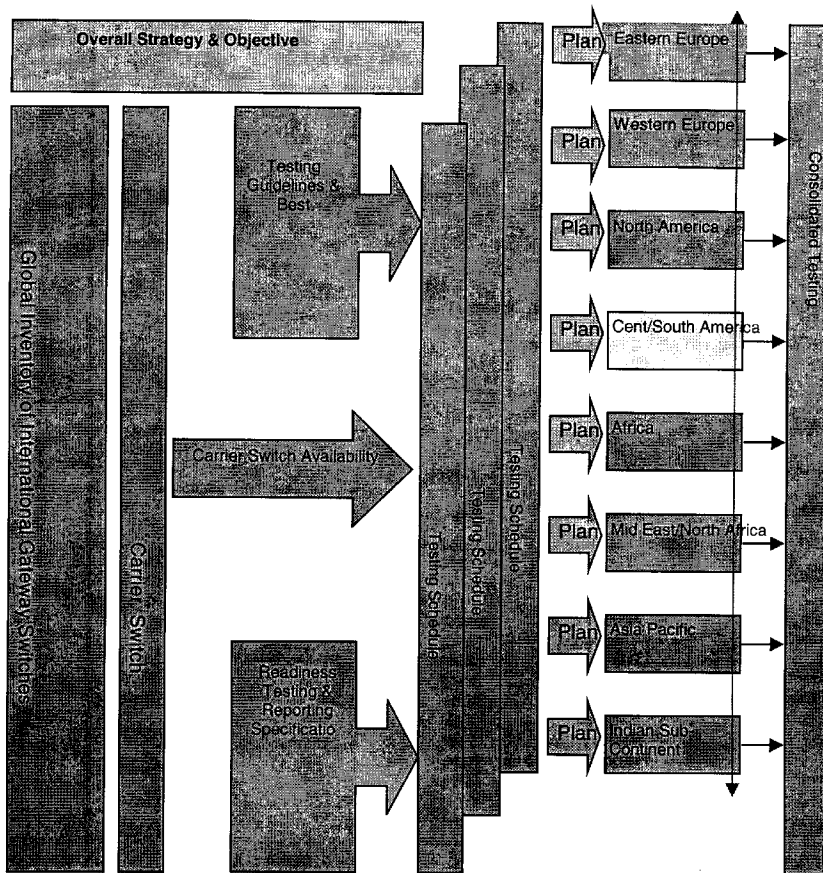 Overall Strategy & Objective
Global Inventory of International Gateway Switches
Carrier Switch
Testing
Guidelines &
Best
Carrier Switch Availability
Readiness
Testing &
Reporting
Specificatio
Testing Schedule
Testing Schedule
Testing Schedule
Plan
Eastern Europe
Plan
Western Europe
Plan
North America
Plan
Cent/South America
Plan
Africa
Plan
Mid East/North Africa
Plan
Asia Pacific
Plan
Indian Sub
Continent
Consolidated Testing